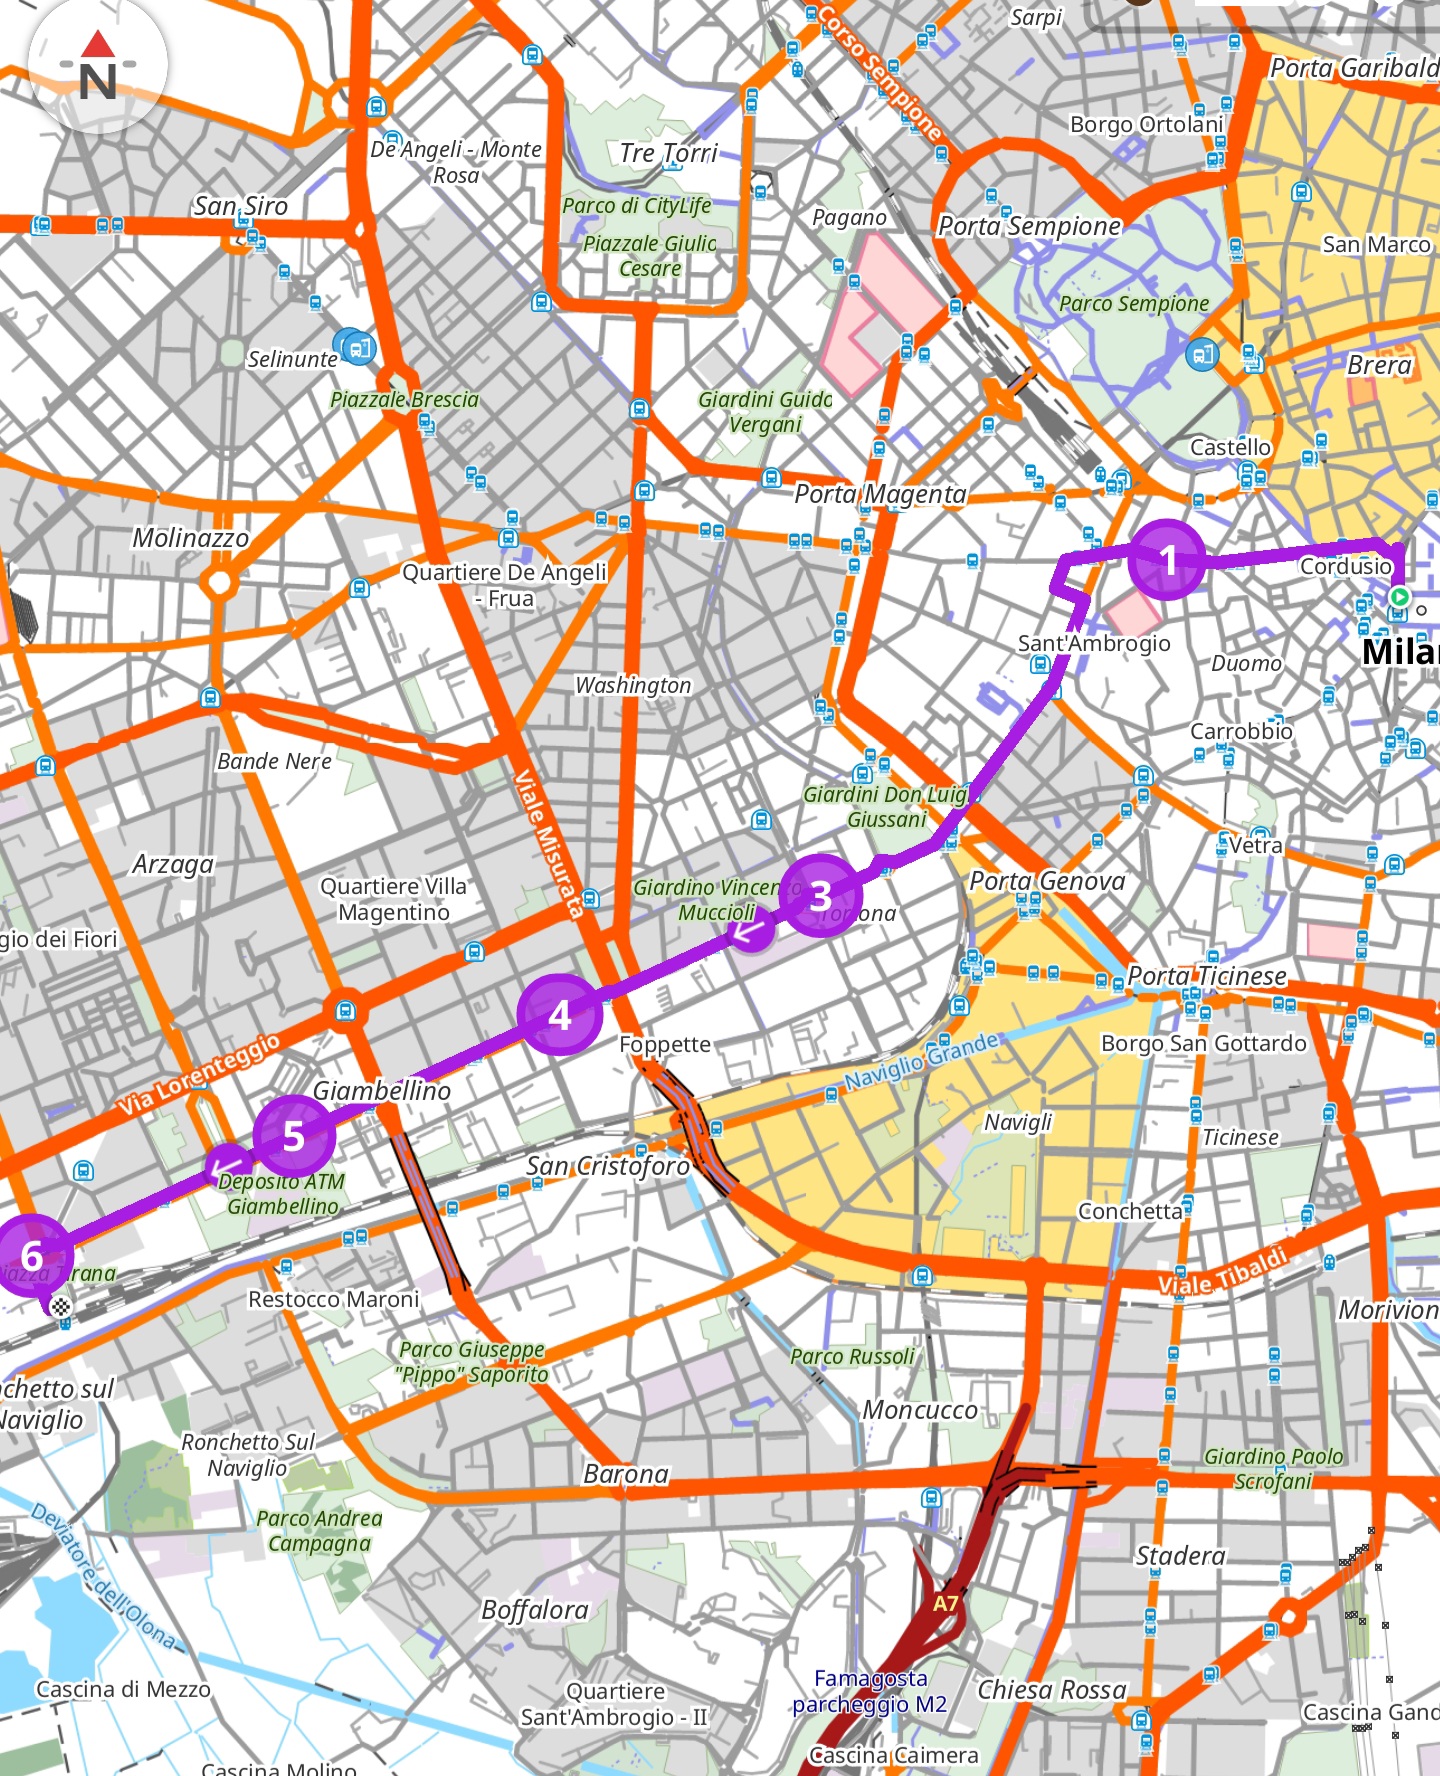 Sarpi
N
Corso Sempione
Porta Garibald
Borgo Ortolani
De Angeli - Monte
Rosa
Tre Torri
San Siro
Parco di CityLife
Pagano
Porta Sempione
San Marco
Piazzale Giulio
Cesare
Parco Sempione
Selinunte
Brera
Piazzale Brescia
Giardini Guido
Vergani
Castello
Porta Magenta
Molinazzo
1
Cordusio
Quartiere De Angeli
- Frua
Sant'Ambrogio
Duomo
Mila
Washington
Carrobbio
Bande Nere
Viale Misurata
Giardini Don Luigi
Giussani
Vetra
Arzaga
Quartiere Villa
Magentino
Giardino Vincenzo
Muccioli
3
Porta Genova
gio dei Fiori
Porta Ticinese
4
Foppette
Naviglio Grande
Borgo San Gottardo
Via Lorenteggio
Giambellino
5
Navigli
Ticinese
San Cristoforo
Deposito ATM
Giambellino
Conchetta
6
Viale Tibaldi
Restocco Maroni
Morivion
Parco Giuseppe
"Pippo" Saporito
Parco Russoli
nchetto sul
Naviglio
Moncucco
Ronchetto Sul
Naviglio
Barona
Giardino Paolo
Scrofani
Parco Andrea
Campagna
Deviatore dell'Olona
Stadera
A7
Boffalora
Famagosta
parcheggio M2
Cascina di Mezzo
Quartiere
Sant'Ambrogio - II
Chiesa Rossa
Cascina Gand
Cascina Caimera
Cascina Molino